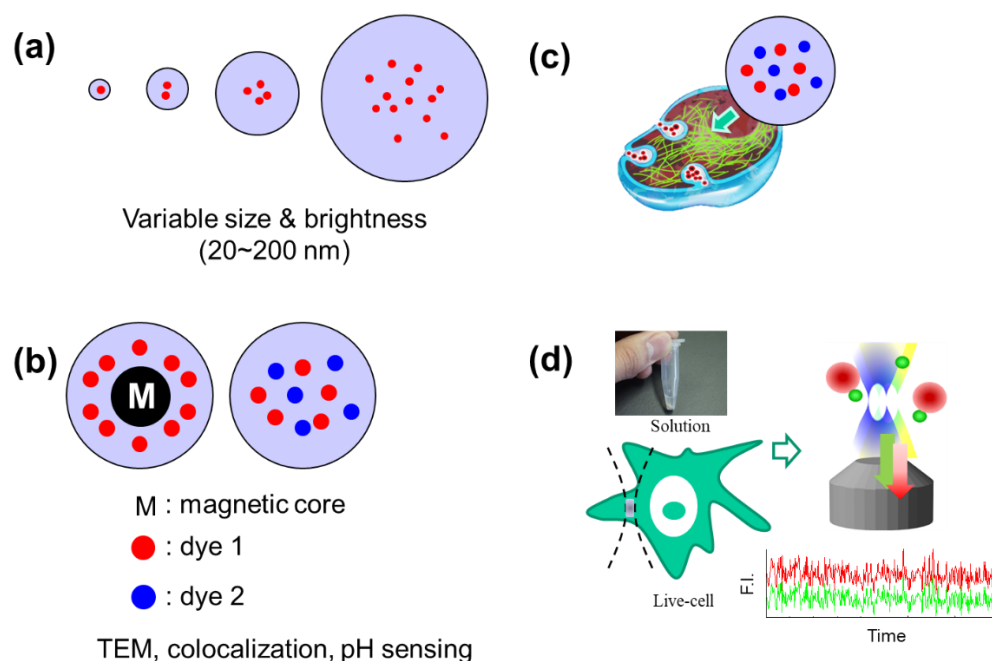 (a)
Variable size & brightness
(20~200 nm)
(b)
M
M : magnetic core
: dye 1
: dye 2
TEM, colocalization, pH sensing
(c)
(d)
Solution
Live-cell
F.I.
Time